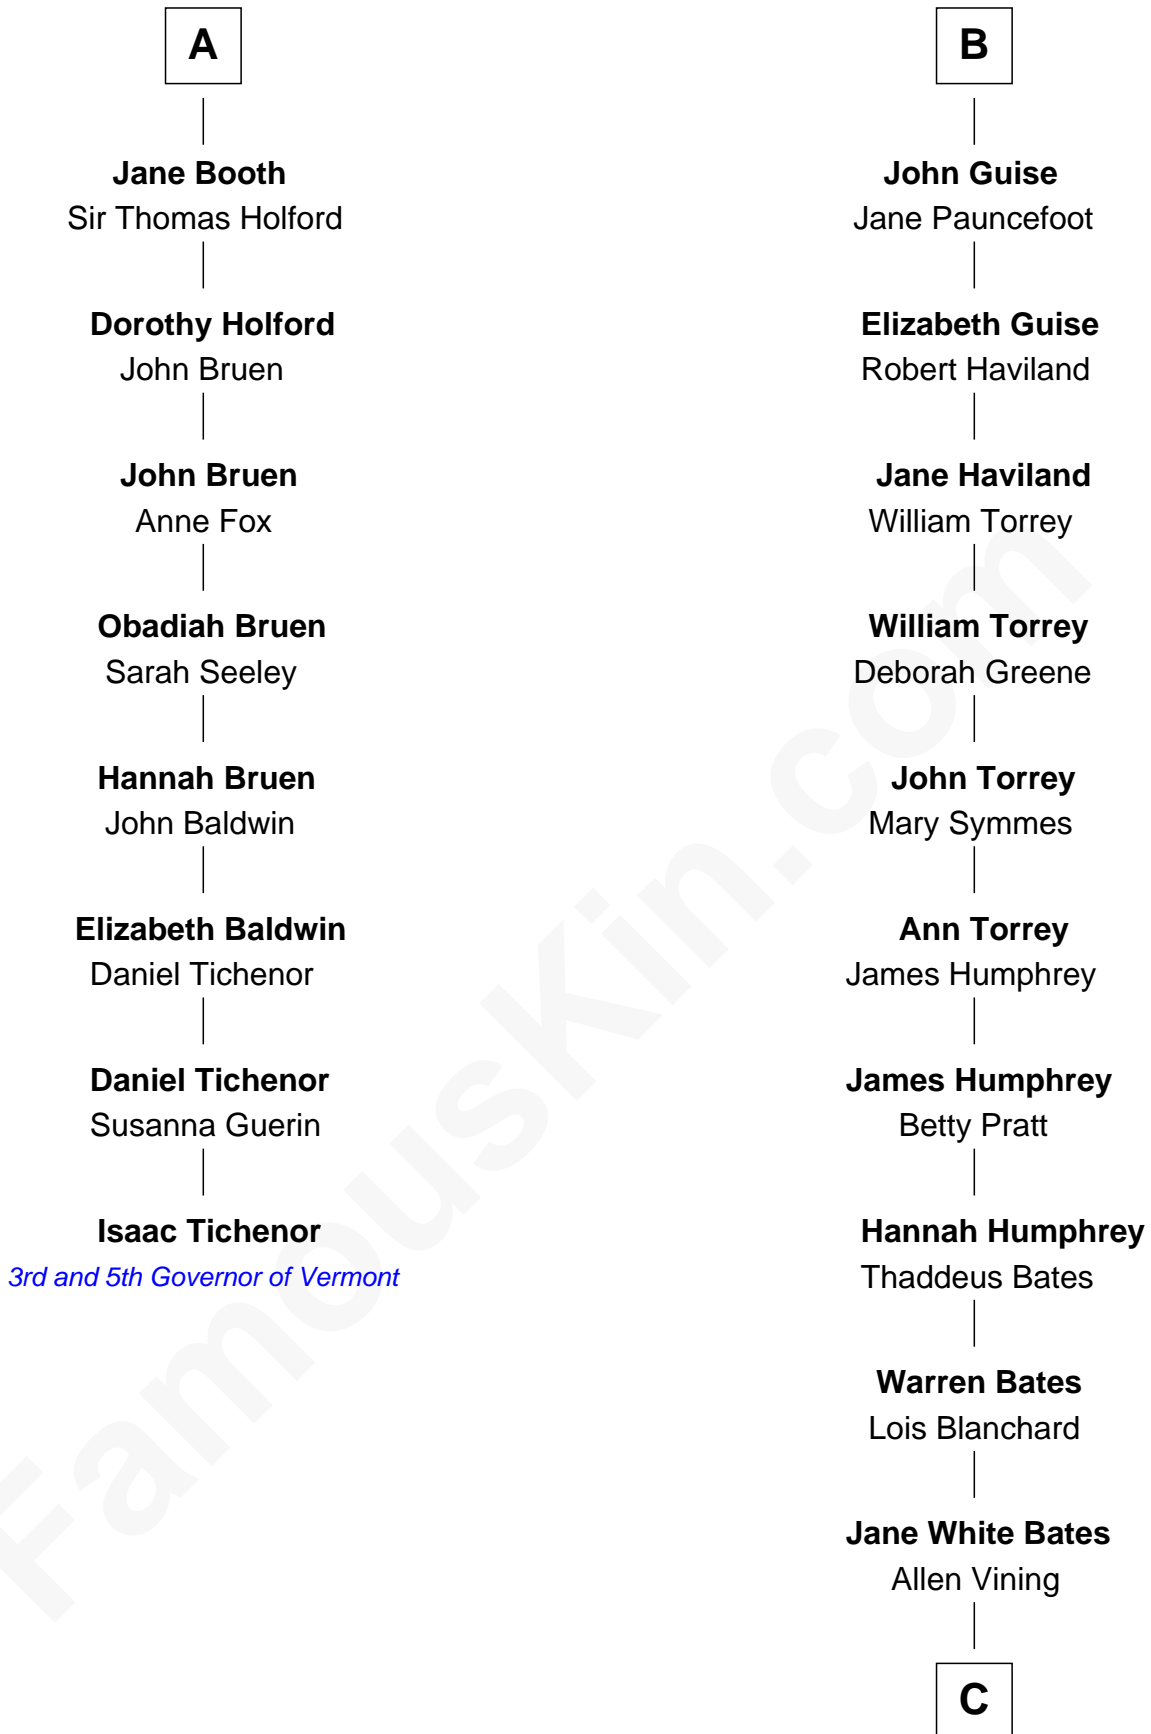 A
Jane Booth
Sir Thomas Holford
Dorothy Holford
John Bruen
John Bruen
Anne Fox
Obadiah Bruen
Sarah Seeley
Hannah Bruen
John Baldwin
Elizabeth Baldwin
Daniel Tichenor
Daniel Tichenor
Susanna Guerin
Isaac Tichenor
3rd and 5th Governor of Vermont
B
John Guise
Jane Pauncefoot
Elizabeth Guise
Robert Haviland
Jane Haviland
William Torrey
William Torrey
Deborah Greene
John Torrey
Mary Symmes
Ann Torrey
James Humphrey
James Humphrey
Betty Pratt
Hannah Humphrey
Thaddeus Bates
Warren Bates
Lois Blanchard
Jane White Bates
Allen Vining
C
FamousKin.com